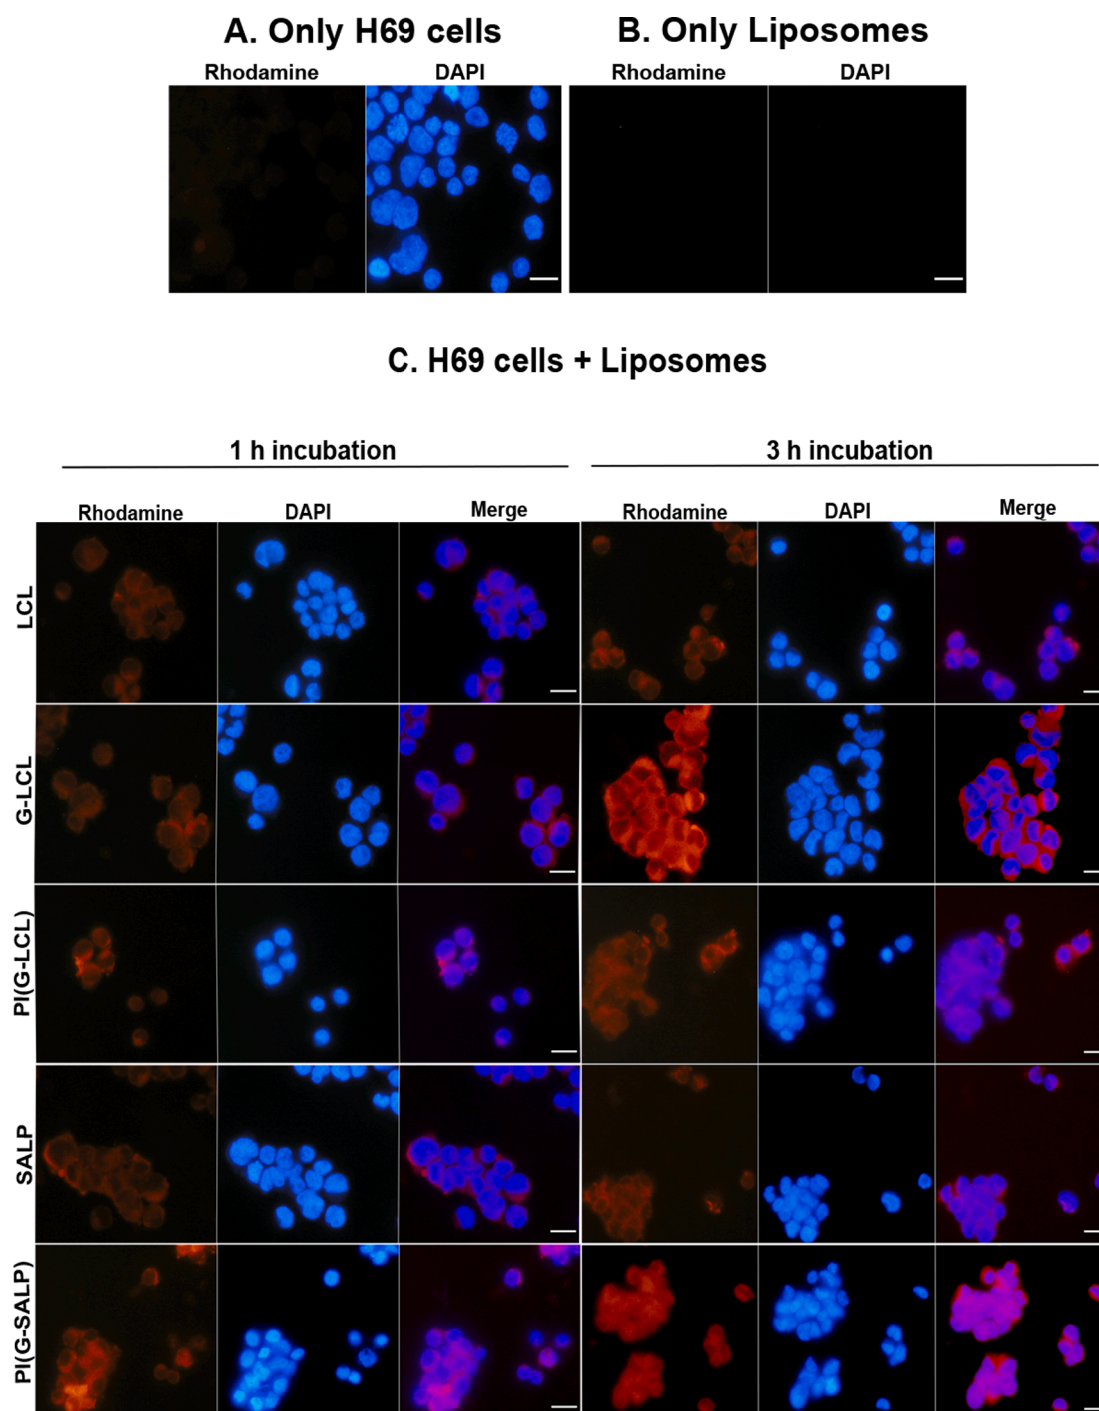 A. Only H69 cells
B. Only Liposomes
Rhodamine
DAPI
Rhodamine
DAPI
C. H69 cells + Liposomes
1 h incubation
3 h incubation
Rhodamine
DAPI
Merge
Rhodamine
DAPI
Merge
LCL
G-LCL
PI(G-LCL)
SALP
PI(G-SALP)